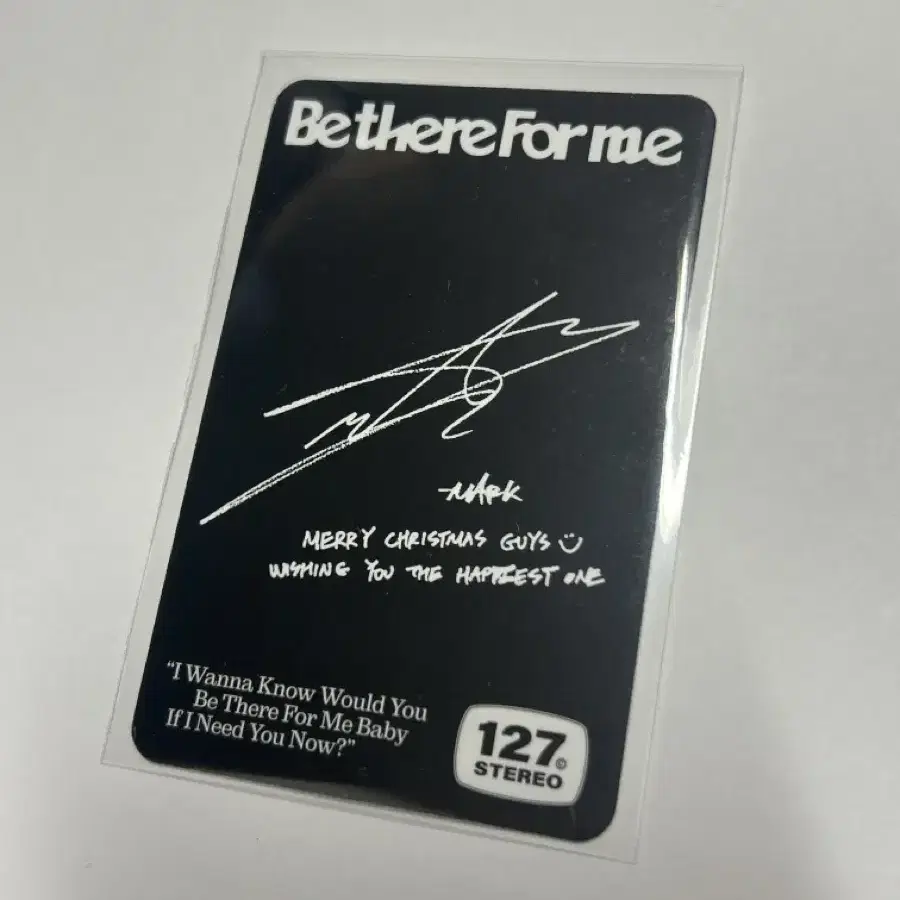 Be there For me
-MARK
MERRY CHRISTMAS GUYS
WISHING YOU THE HAPPIEST ONE
“I Wanna Know Would You
Be There For Me Baby
If I Need You Now?”
127©
STEREO